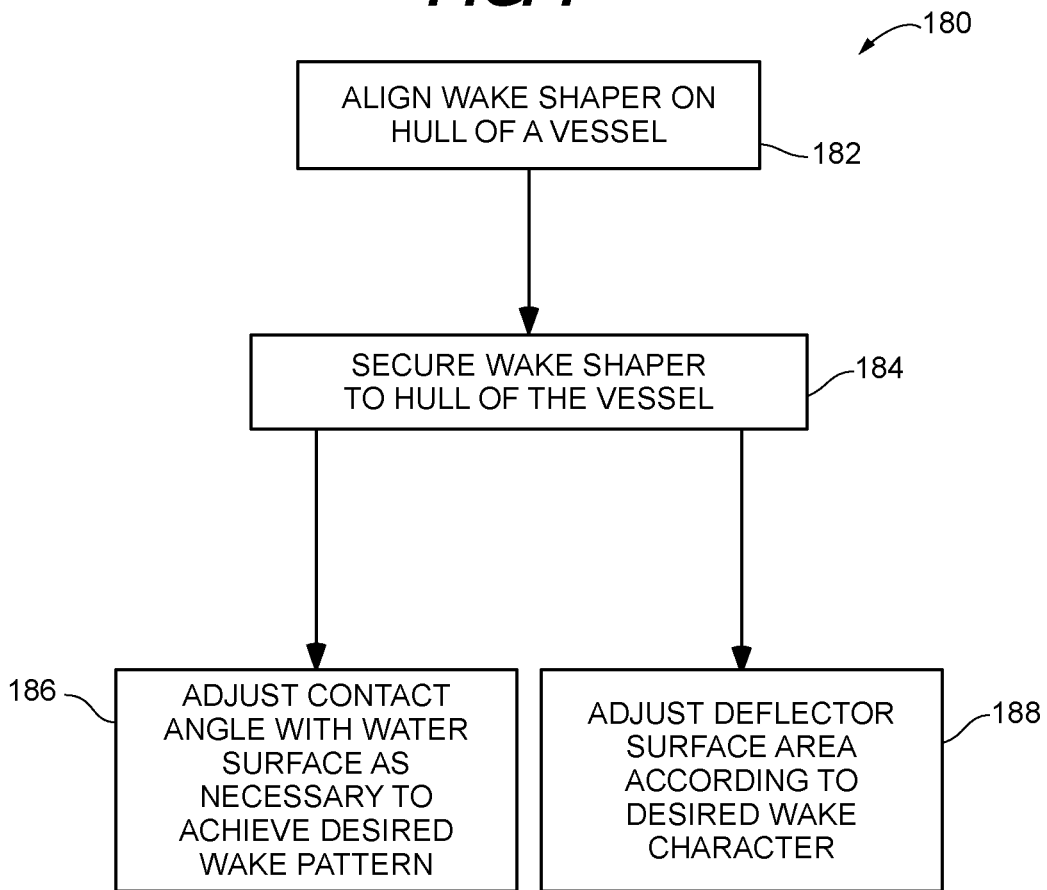 180
ALIGN WAKE SHAPER ON
HULL OF A VESSEL
182
SECURE WAKE SHAPER
TO HULL OF THE VESSEL
184
186
ADJUST CONTACT
ANGLE WITH WATER
SURFACE AS
NECESSARY TO
ACHIEVE DESIRED
WAKE PATTERN
ADJUST DEFLECTOR
SURFACE AREA
ACCORDING TO
DESIRED WAKE
CHARACTER
188